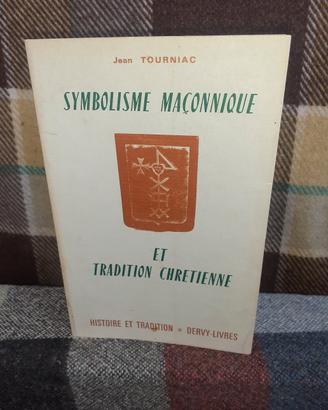 Jean TOURNIAC
SYMBOLISME MAÇONNIQUE
ET
TRADITION CHRETIENNE
HISTOIRE ET TRADITION * DERVY-LIVRES